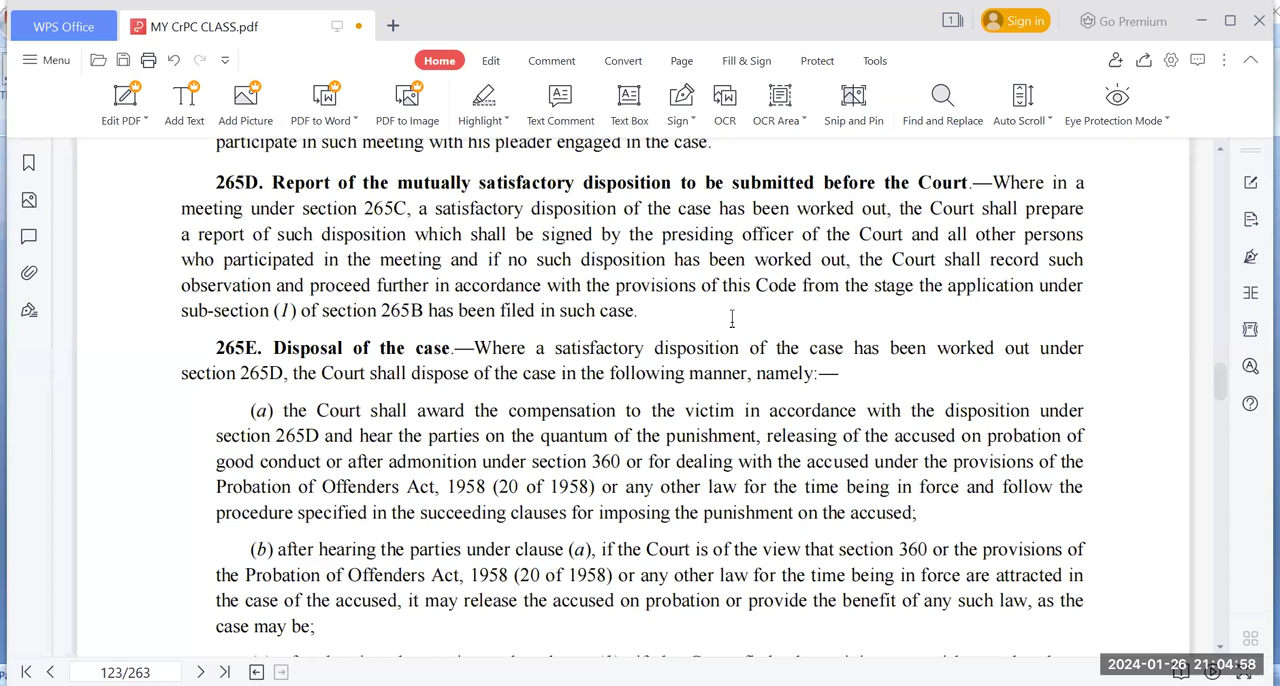 WPS Office
MY CrPC CLASS.pdf
Sign in
Go Premium
Menu
Home
Edit
Comment
Convert
Page
Fill & Sign
Protect
Tools
Edit PDF
Add Text
Add Picture
PDF to Word
PDF to Image
Highlight
Text Comment
Text Box
Sign
OCR
OCR Area
Snip and Pin
Find and Replace
Auto Scroll
Eye Protection Mode
participate in such meeting with his pleader engaged in the case.
265D. Report of the mutually satisfactory disposition to be submitted before the Court.—Where in a
meeting under section 265C, a satisfactory disposition of the case has been worked out, the Court shall prepare
a report of such disposition which shall be signed by the presiding officer of the Court and all other persons
who participated in the meeting and if no such disposition has been worked out, the Court shall record such
observation and proceed further in accordance with the provisions of this Code from the stage the application under
sub-section (1) of section 265B has been filed in such case.
265E. Disposal of the case.—Where a satisfactory disposition of the case has been worked out under
section 265D, the Court shall dispose of the case in the following manner, namely:—
(a) the Court shall award the compensation to the victim in accordance with the disposition under
section 265D and hear the parties on the quantum of the punishment, releasing of the accused on probation of
good conduct or after admonition under section 360 or for dealing with the accused under the provisions of the
Probation of Offenders Act, 1958 (20 of 1958) or any other law for the time being in force and follow the
procedure specified in the succeeding clauses for imposing the punishment on the accused;
(b) after hearing the parties under clause (a), if the Court is of the view that section 360 or the provisions of
the Probation of Offenders Act, 1958 (20 of 1958) or any other law for the time being in force are attracted in
the case of the accused, it may release the accused on probation or provide the benefit of any such law, as the
case may be;
123/263
2024-01-26 21:04:58